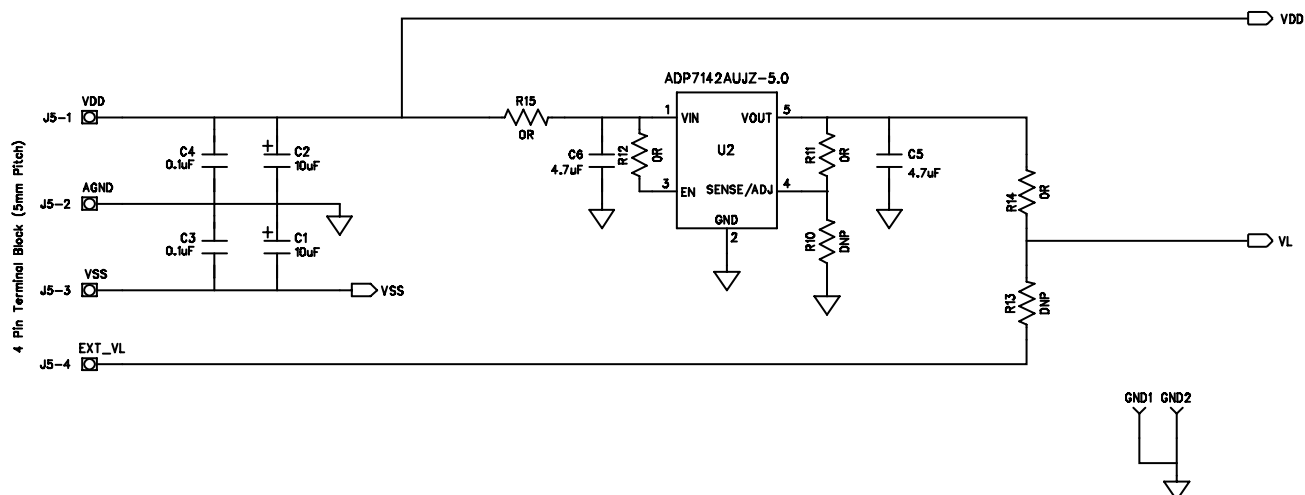 VDD
ADP7142AUJZ-5.0
VDD
J5-1
R15
0R
1
VIN
VOUT
5
C4
0.1uF
+
C2
10uF
C6
4.7uF
R12
0R
U2
R11
0R
C5
4.7uF
3
EN
SENSE/ADJ
4
AGND
J5-2
R14
0R
GND
2
R10
DNP
C3
0.1uF
+
C1
10uF
VL
VSS
J5-3
VSS
R13
DNP
4 Pin Terminal Block (5mm Pitch)
EXT_VL
J5-4
GND1 GND2